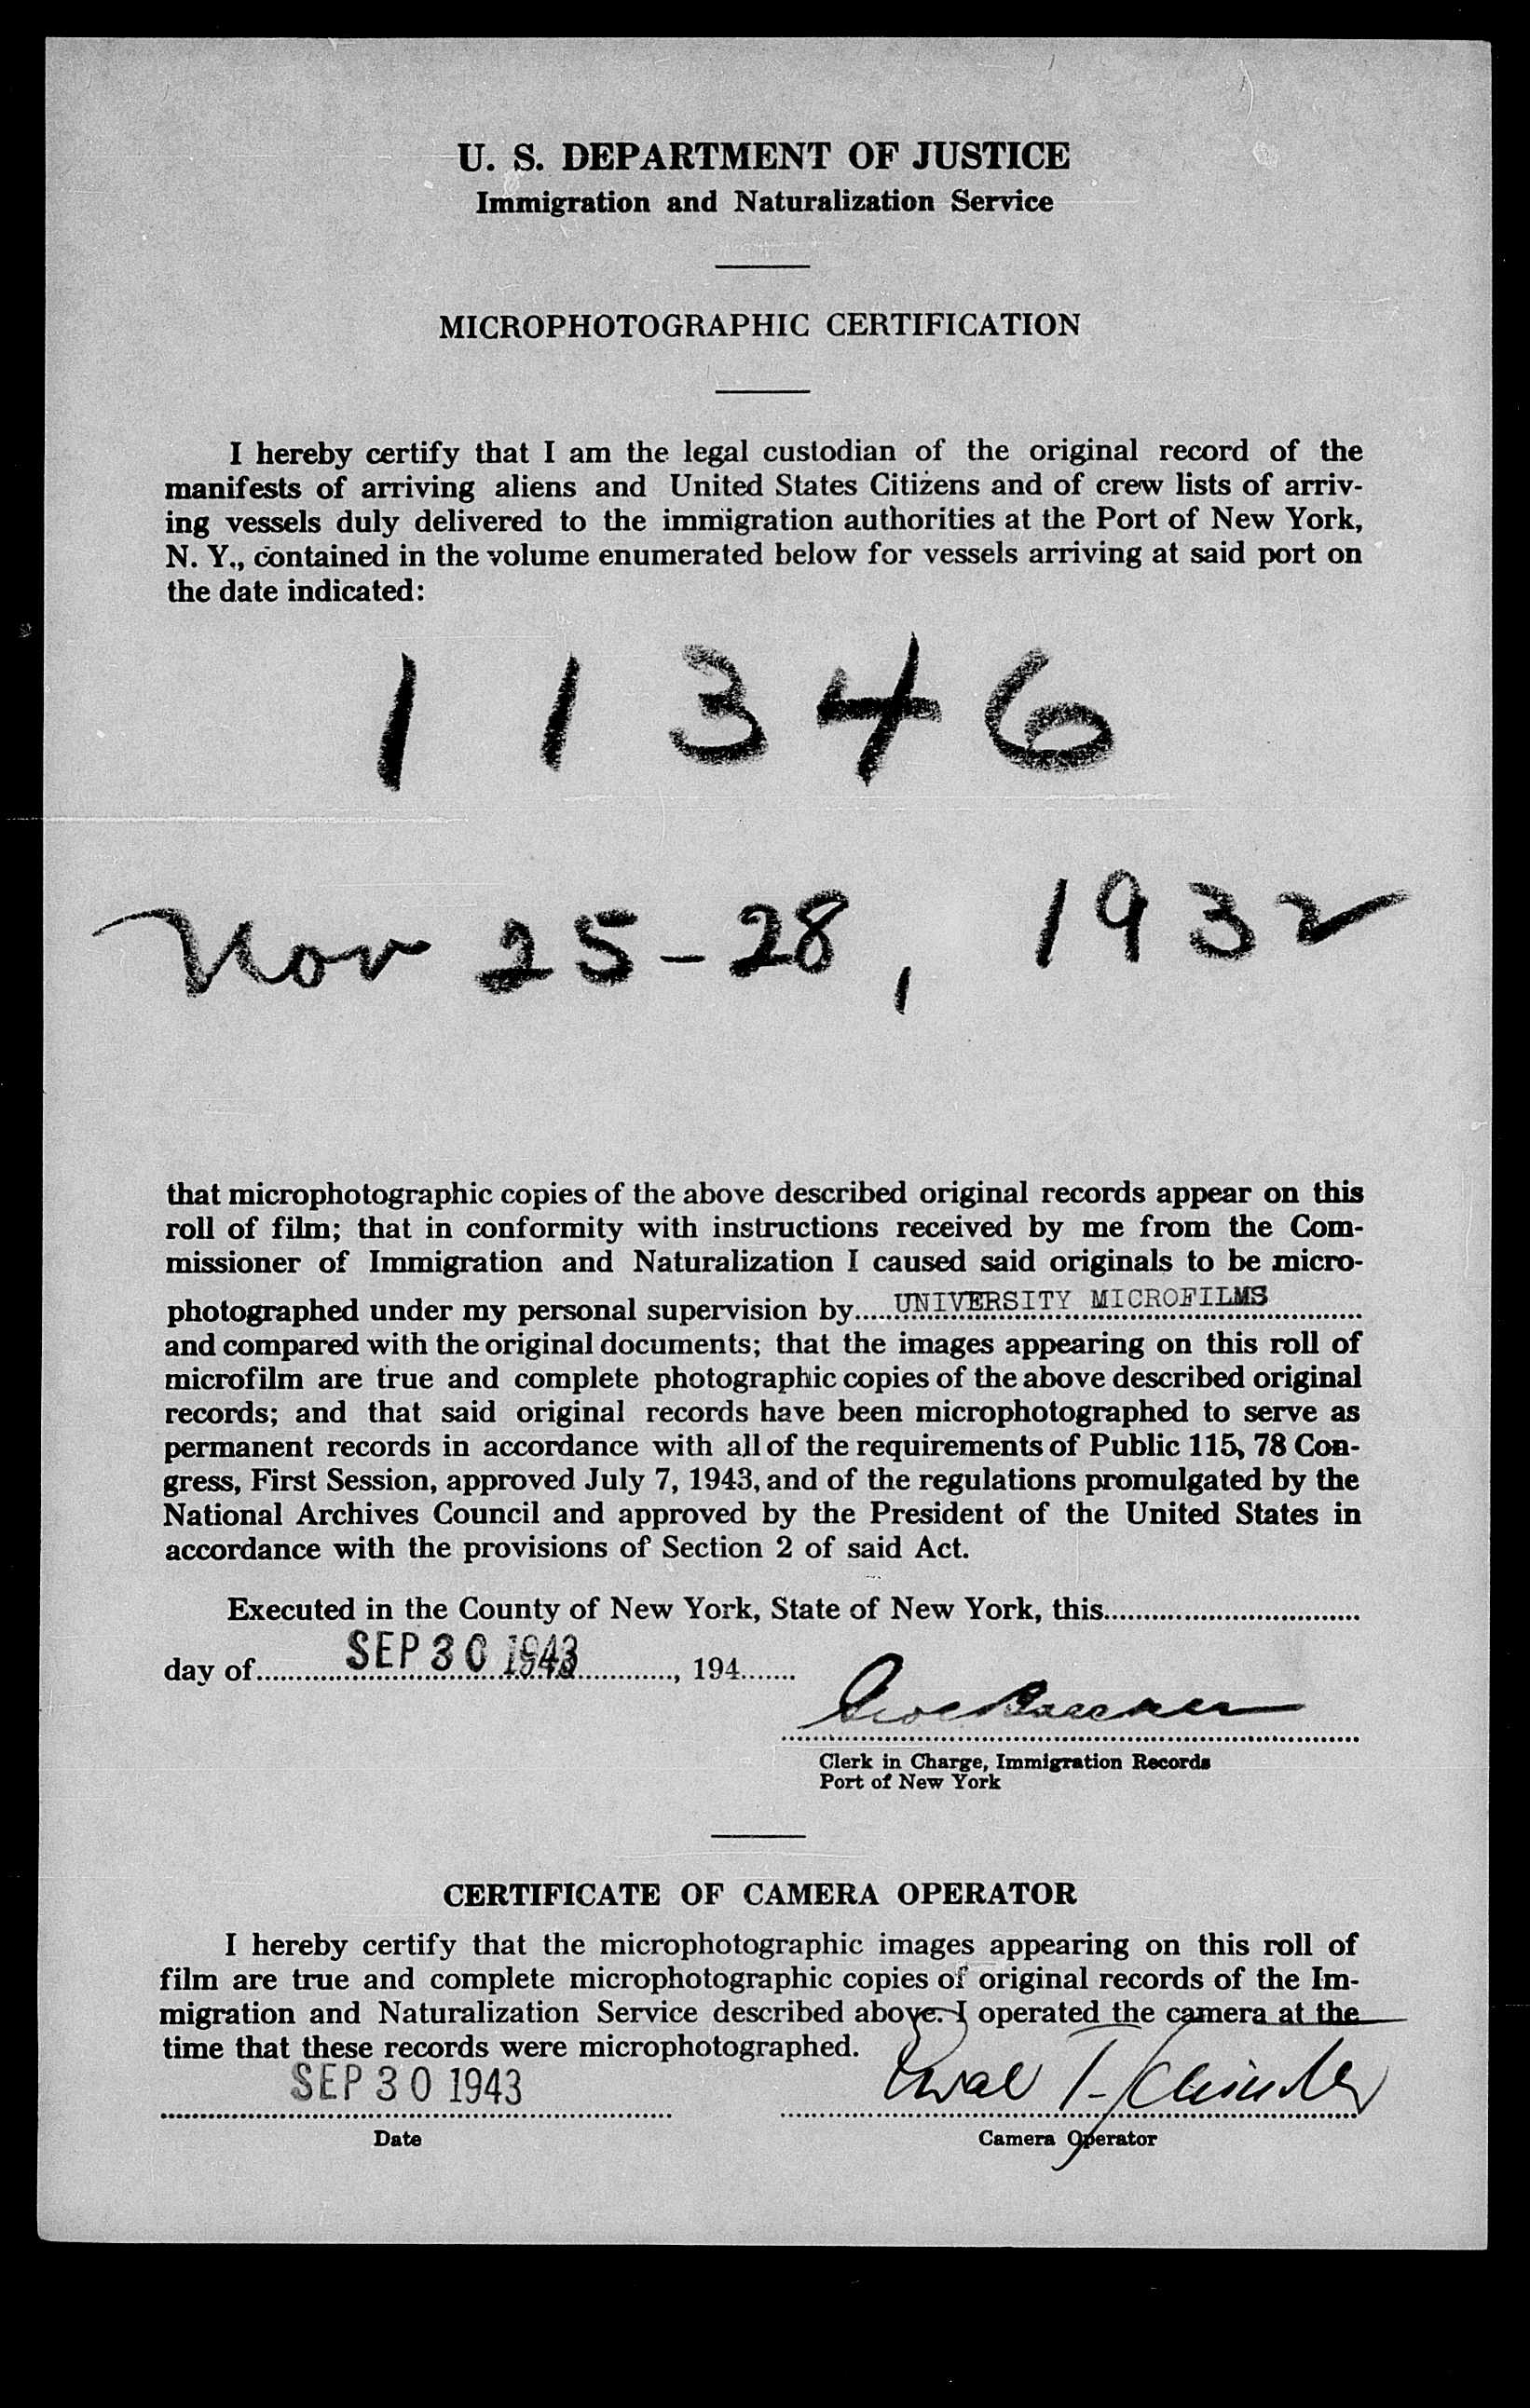 U. S. DEPARTMENT OF JUSTICE
Immigration and Naturalization Service
MICROPHOTOGRAPHIC CERTIFICATION
I hereby certify that I am the legal custodian of the original record of the
manifests of arriving aliens and United States Citizens and of crew lists of arriv-
ing vessels duly delivered to the immigration authorities at the Port of New York,
N. Y., contained in the volume enumerated below for vessels arriving at said port on
the date indicated:
1 1 3 4 6
Nov 25-28, 1932
that microphotographic copies of the above described original records appear on this
roll of film; that in conformity with instructions received by me from the Com-
missioner of Immigration and Naturalization I caused said originals to be micro-
photographed under my personal supervision by....UNIVERSITY MICROFILMS............
and compared with the original documents; that the images appearing on this roll of
microfilm are true and complete photographic copies of the above described original
records; and that said original records have been microphotographed to serve as
permanent records in accordance with all of the requirements of Public 115, 78 Con-
gress, First Session, approved July 7, 1943, and of the regulations promulgated by the
National Archives Council and approved by the President of the United States in
accordance with the provisions of Section 2 of said Act.
Executed in the County of New York, State of New York, this.................................
day of............SEP 30 1943............, 194.......
Clerk in Charge, Immigration Records
Port of New York
CERTIFICATE OF CAMERA OPERATOR
I hereby certify that the microphotographic images appearing on this roll of
film are true and complete microphotographic copies of original records of the Im-
migration and Naturalization Service described above. I operated the camera at the
time that these records were microphotographed.
SEP 30 1943
Date
Camera Operator